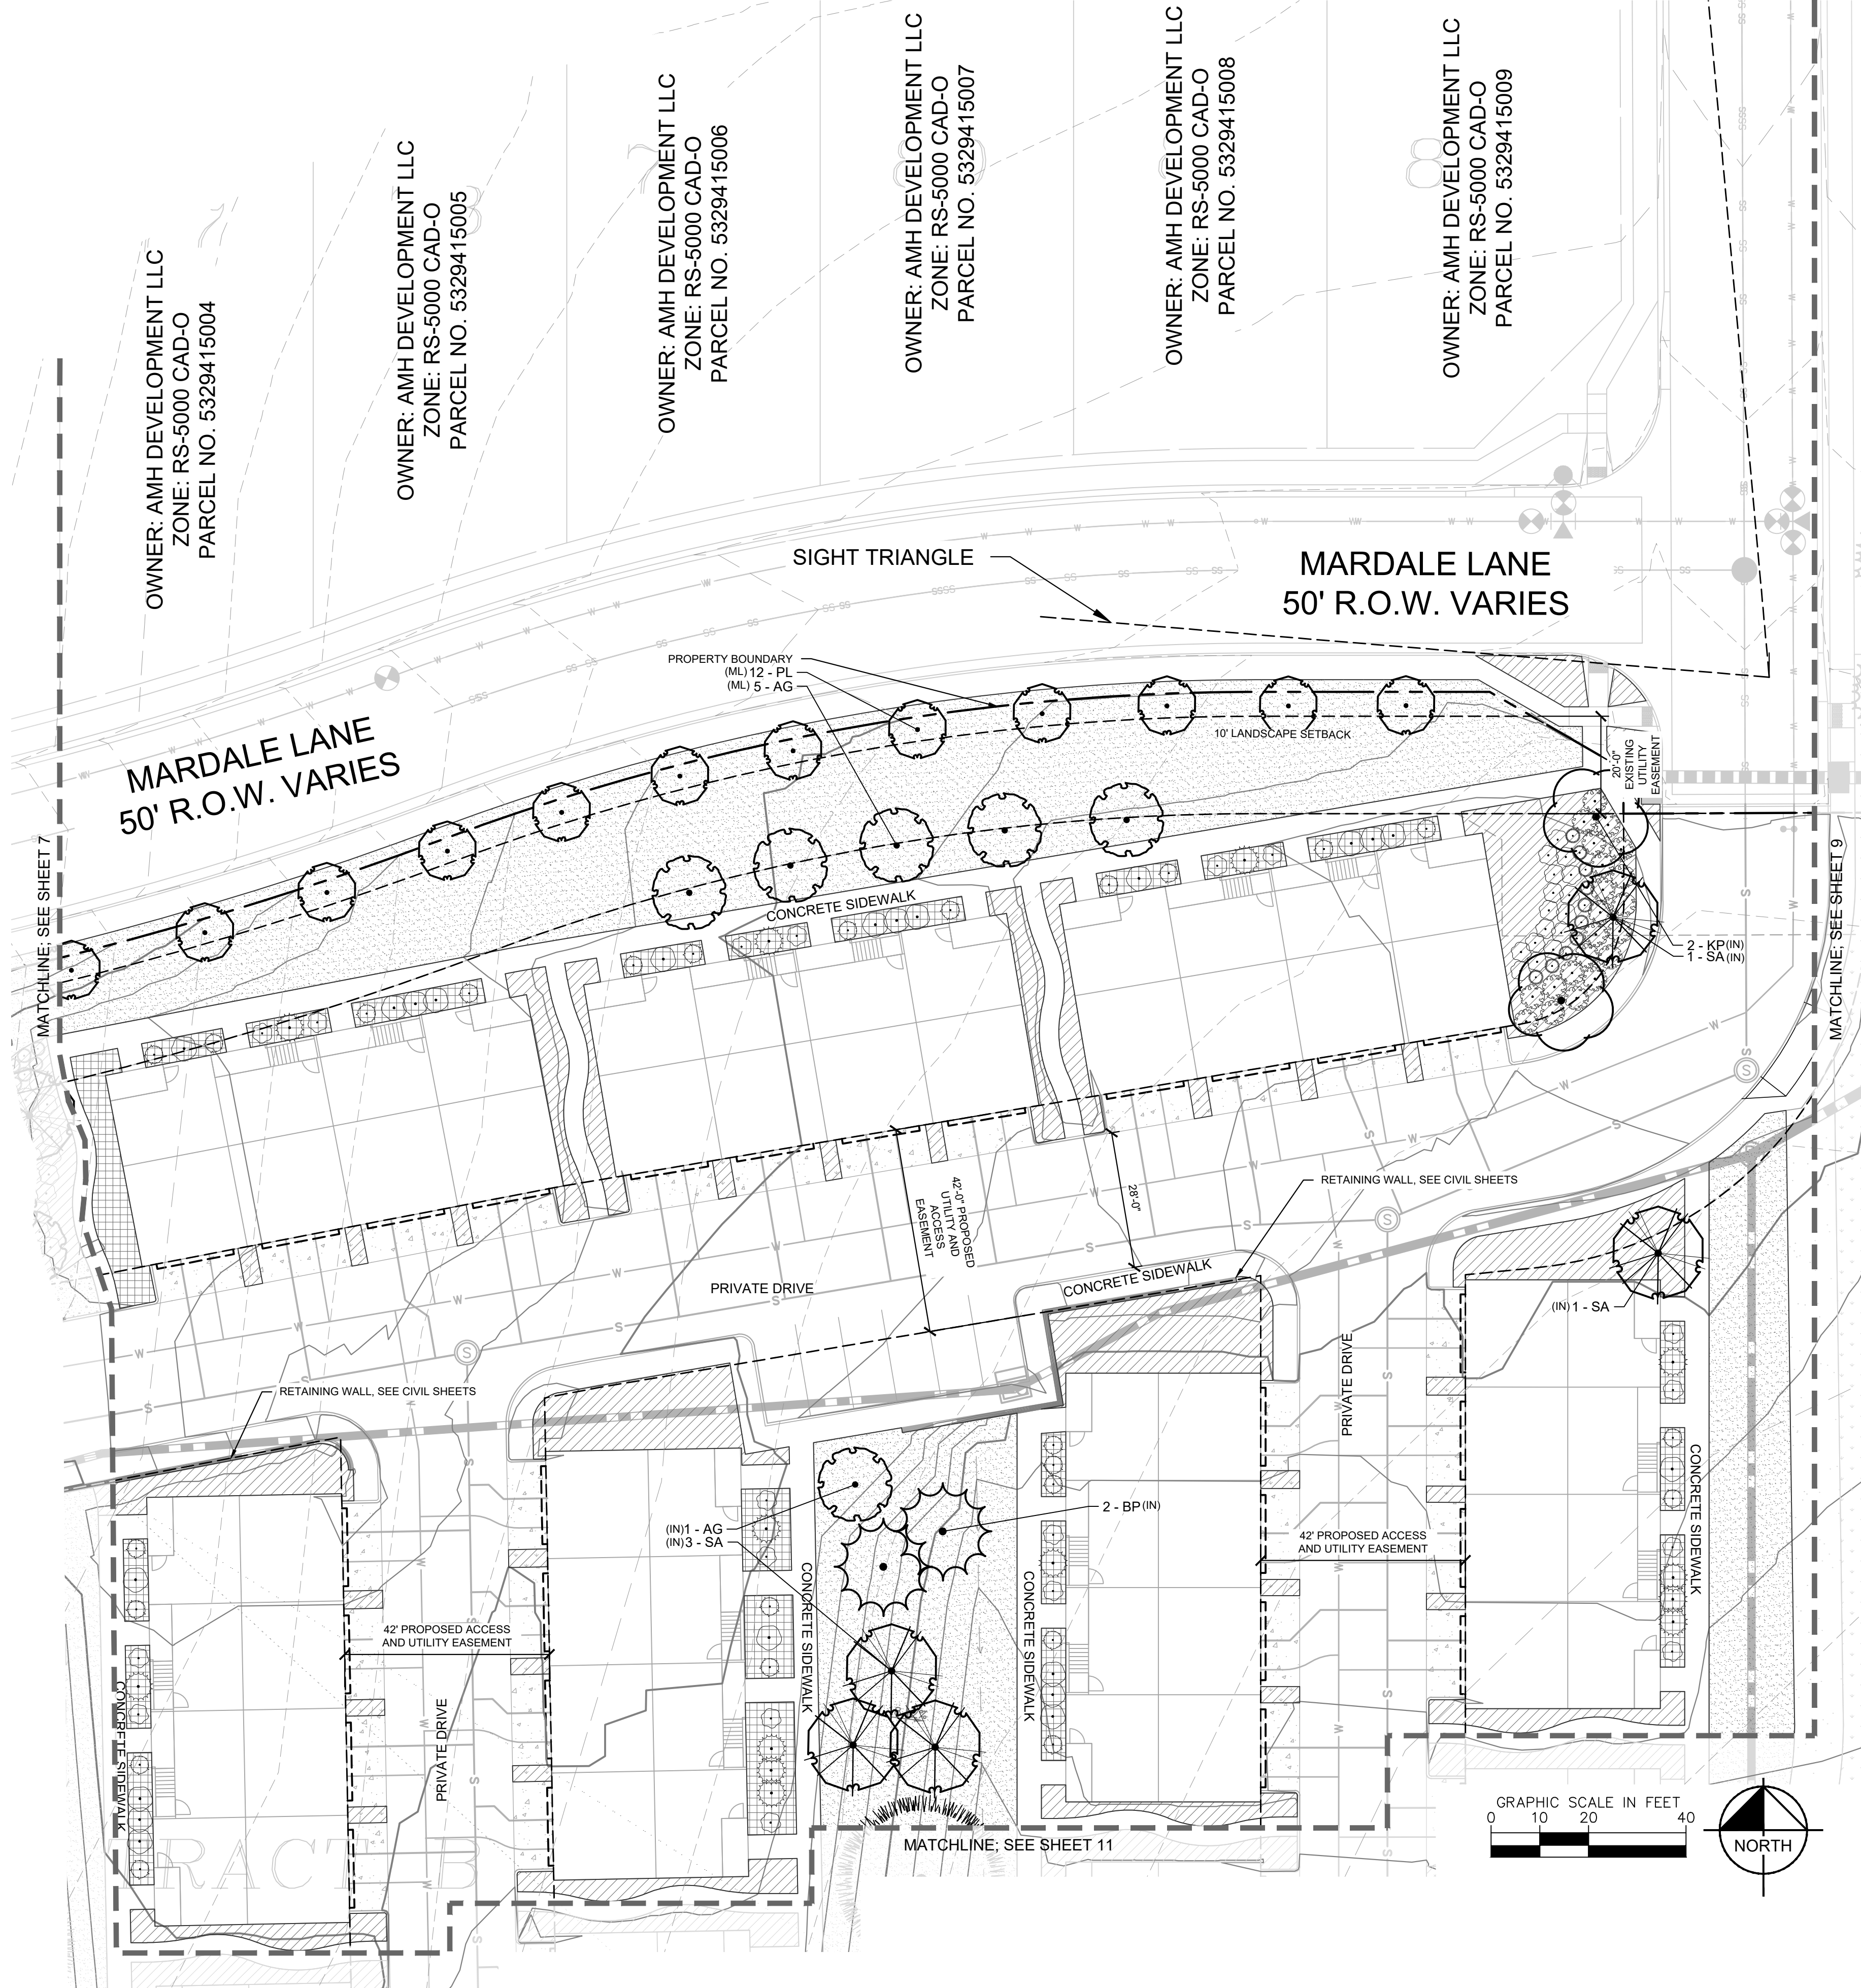 OWNER: AMH DEVELOPMENT LLC
ZONE: RS-5000 CAD-O
PARCEL NO. 5329415004
OWNER: AMH DEVELOPMENT LLC
ZONE: RS-5000 CAD-O
PARCEL NO. 5329415005
OWNER: AMH DEVELOPMENT LLC
ZONE: RS-5000 CAD-O
PARCEL NO. 5329415006
OWNER: AMH DEVELOPMENT LLC
ZONE: RS-5000 CAD-O
PARCEL NO. 5329415007
OWNER: AMH DEVELOPMENT LLC
ZONE: RS-5000 CAD-O
PARCEL NO. 5329415008
OWNER: AMH DEVELOPMENT LLC
ZONE: RS-5000 CAD-O
PARCEL NO. 5329415009
SIGHT TRIANGLE
MARDALE LANE
50' R.O.W. VARIES
PROPERTY BOUNDARY
(ML) 12 - PL
(ML) 5 - AG
MARDALE LANE
50' R.O.W. VARIES
10' LANDSCAPE SETBACK
20'-0"
EXISTING
UTILITY
EASEMENT
MATCHLINE; SEE SHEET 7
MATCHLINE; SEE SHEET 9
CONCRETE SIDEWALK
2 - KP (IN)
1 - SA (IN)
42'-0" PROPOSED
UTILITY AND
ACCESS
EASEMENT
28'-0"
RETAINING WALL, SEE CIVIL SHEETS
PRIVATE DRIVE
CONCRETE SIDEWALK
(IN) 1 - SA
PRIVATE DRIVE
RETAINING WALL, SEE CIVIL SHEETS
CONCRETE SIDEWALK
2 - BP (IN)
(IN) 1 - AG
(IN) 3 - SA
42' PROPOSED ACCESS
AND UTILITY EASEMENT
CONCRETE SIDEWALK
CONCRETE SIDEWALK
42' PROPOSED ACCESS
AND UTILITY EASEMENT
CONCRETE SIDEWALK
PRIVATE DRIVE
TRACT B
MATCHLINE; SEE SHEET 11
GRAPHIC SCALE IN FEET
0 10 20 40
NORTH